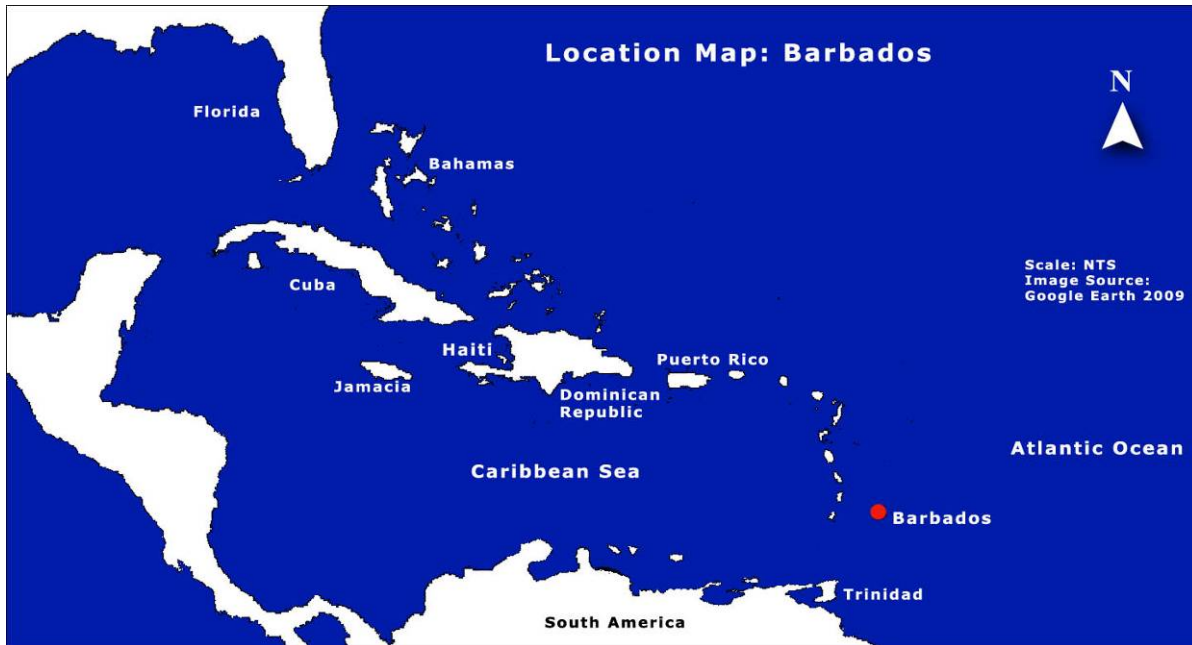 Location Map: Barbados
N
Florida
Bahamas
Scale: NTS
Image Source:
Google Earth 2009
Cuba
Haiti
Puerto Rico
Jamacia
Dominican
Republic
Atlantic Ocean
Caribbean Sea
Barbados
Trinidad
South America